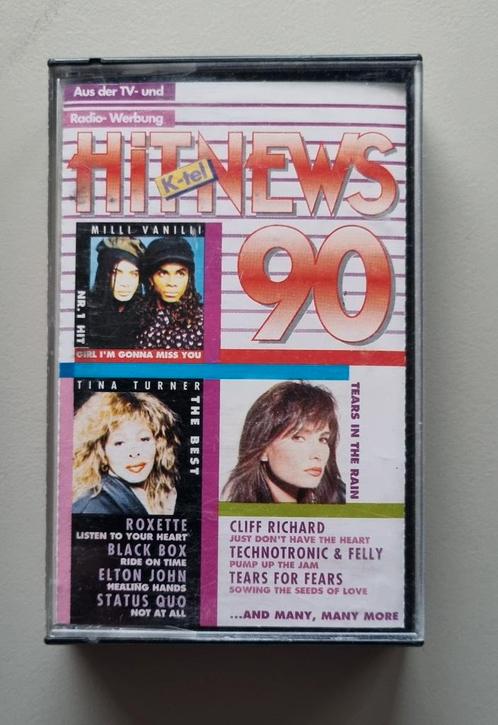 Aus der TV- und
Radio-Werbung
HITNEWS
K-tel
90
MILLI VANILLI
NR. 1 HIT
GIRL I'M GONNA MISS YOU
TINA TURNER
THE BEST
TEARS IN THE RAIN
ROXETTE
LISTEN TO YOUR HEART
BLACK BOX
RIDE ON TIME
ELTON JOHN
HEALING HANDS
STATUS QUO
NOT AT ALL
CLIFF RICHARD
JUST DON'T HAVE THE HEART
TECHNOTRONIC & FELLY
PUMP UP THE JAM
TEARS FOR FEARS
SOWING THE SEEDS OF LOVE
...AND MANY, MANY MORE